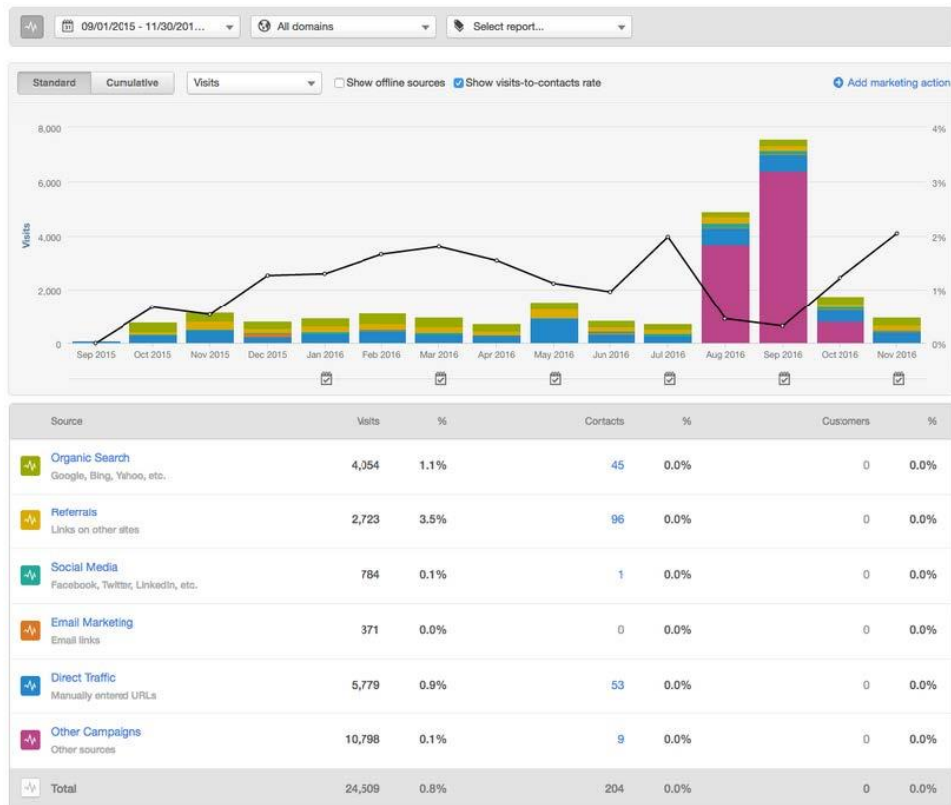 09/01/2015 - 11/30/201... All domains Select report...
Standard Cumulative Visits Show offline sources Show visits-to-contacts rate Add marketing action
8,000 4%
6,000 3%
4,000 2%
2,000 1%
0 0%
Visits
Sep 2015 Oct 2015 Nov 2015 Dec 2015 Jan 2016 Feb 2016 Mar 2016 Apr 2016 May 2016 Jun 2016 Jul 2016 Aug 2016 Sep 2016 Oct 2016 Nov 2016
Source Visits % Contacts % Customers %
Organic Search 4,054 1.1% 45 0.0% 0 0.0%
Google, Bing, Yahoo, etc.
Referrals 2,723 3.5% 96 0.0% 0 0.0%
Links on other sites
Social Media 784 0.1% 1 0.0% 0 0.0%
Facebook, Twitter, LinkedIn, etc.
Email Marketing 371 0.0% 0 0.0% 0 0.0%
Email links
Direct Traffic 5,779 0.9% 53 0.0% 0 0.0%
Manually entered URLs
Other Campaigns 10,798 0.1% 9 0.0% 0 0.0%
Other sources
Total 24,509 0.8% 204 0.0% 0 0.0%